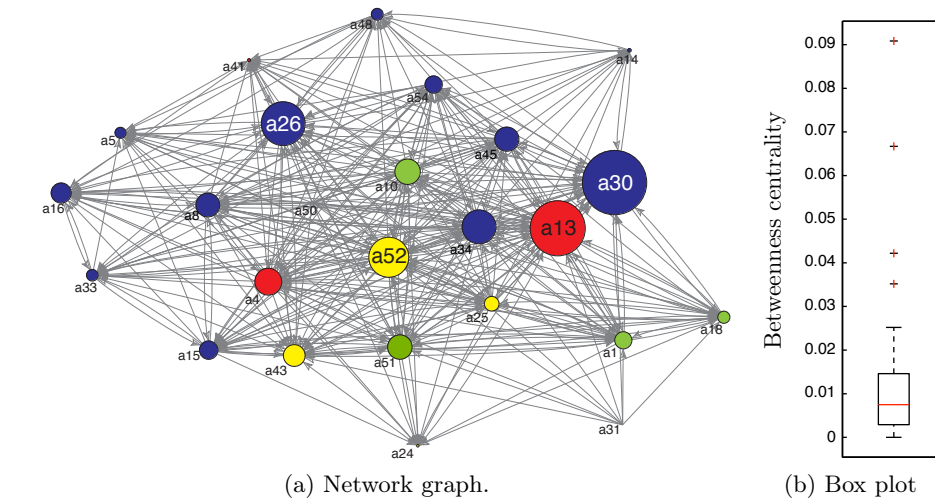 a48
a41
a14
a54
a26
a5
a45
a10
a30
a16
a8
a50
a13
a34
a52
a33
a4
a25
a18
a15
a43
a51
a1
a31
a24
(a) Network graph.
Betweenness centrality
0.09
0.08
0.07
0.06
0.05
0.04
0.03
0.02
0.01
0
(b) Box plot